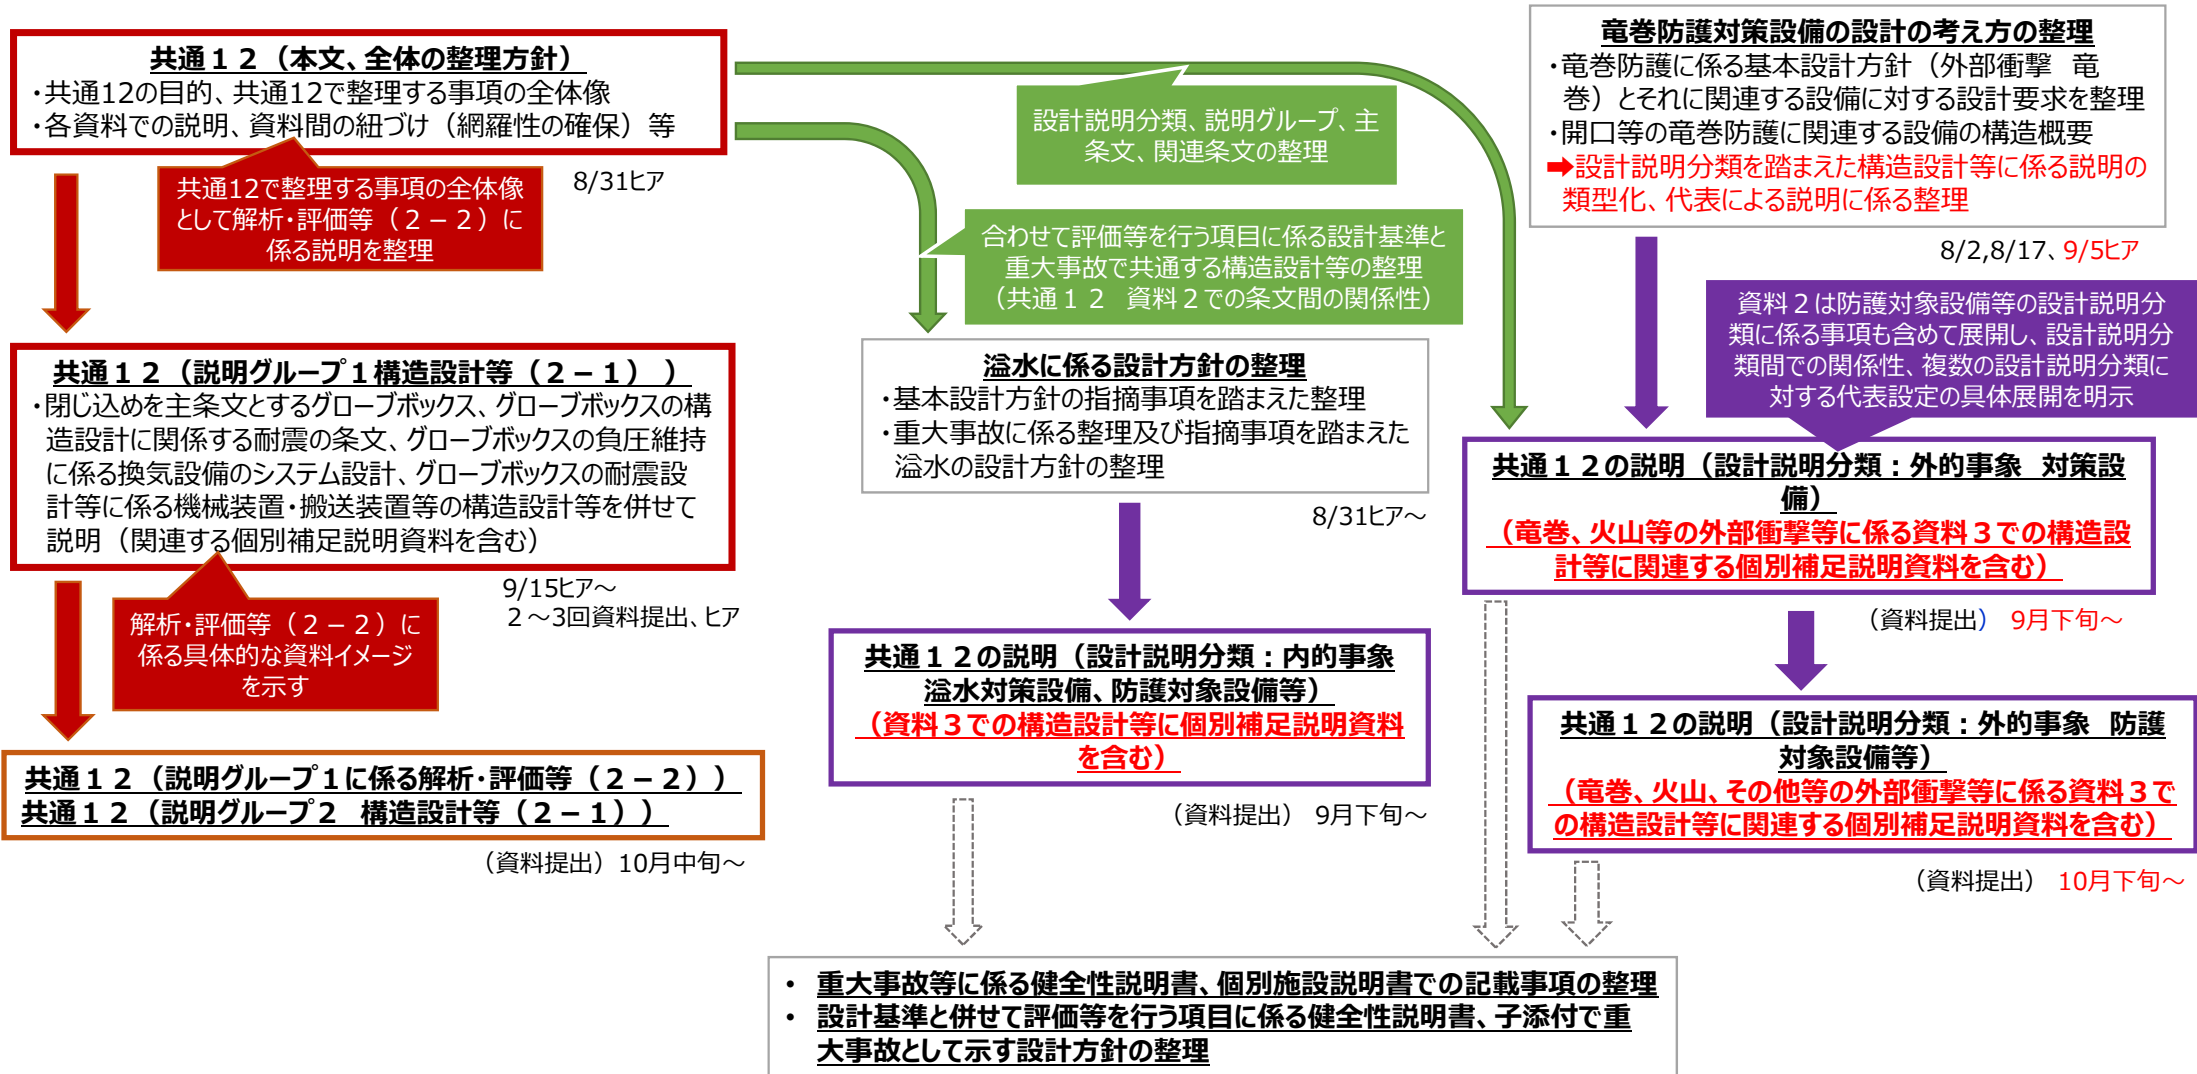 共通１２（本文、全体の整理方針）
・共通12の目的、共通12で整理する事項の全体像
・各資料での説明、資料間の紐づけ（網羅性の確保）等
8/31ヒア
共通12で整理する事項の全体像
として解析・評価等（２－２）に
係る説明を整理
共通１２（説明グループ１構造設計等（２－１））
・閉じ込めを主条文とするグローブボックス、グローブボックスの構
造設計に関係する耐震の条文、グローブボックスの負圧維持
に係る換気設備のシステム設計、グローブボックスの耐震設
計等に係る機械装置・搬送装置等の構造設計等を併せて
説明（関連する個別補足説明資料を含む）
9/15ヒア～
２～3回資料提出、ヒア
解析・評価等（２－２）に
係る具体的な資料イメージ
を示す
共通１２（説明グループ１に係る解析・評価等（２－２））
共通１２（説明グループ２　構造設計等（２－１））
（資料提出）10月中旬～
設計説明分類、説明グループ、主
条文、関連条文の整理
合わせて評価等を行う項目に係る設計基準と
重大事故で共通する構造設計等の整理
（共通１２　資料２での条文間の関係性）
溢水に係る設計方針の整理
・基本設計方針の指摘事項を踏まえた整理
・重大事故に係る整理及び指摘事項を踏まえた
溢水の設計方針の整理
8/31ヒア～
共通１２の説明（設計説明分類：内的事象
溢水対策設備、防護対象設備等）
（資料３での構造設計等に個別補足説明資料
を含む）
（資料提出）　9月下旬～
竜巻防護対策設備の設計の考え方の整理
・竜巻防護に係る基本設計方針（外部衝撃　竜
巻）とそれに関連する設備に対する設計要求を整理
・開口等の竜巻防護に関連する設備の構造概要
➡設計説明分類を踏まえた構造設計等に係る説明の
類型化、代表による説明に係る整理
8/2,8/17、9/5ヒア
資料２は防護対象設備等の設計説明分
類に係る事項も含めて展開し、設計説明分
類間での関係性、複数の設計説明分類に
対する代表設定の具体展開を明示
共通１２の説明（設計説明分類：外的事象　対策設
備）
（竜巻、火山等の外部衝撃等に係る資料３での構造設
計等に関連する個別補足説明資料を含む）
（資料提出）　9月下旬～
共通１２の説明（設計説明分類：外的事象　防護
対象設備等）
（竜巻、火山、その他等の外部衝撃等に係る資料３で
の構造設計等に関連する個別補足説明資料を含む）
（資料提出）　10月下旬～
• 重大事故等に係る健全性説明書、個別施設説明書での記載事項の整理
• 設計基準と併せて評価等を行う項目に係る健全性説明書、子添付で重
大事故として示す設計方針の整理